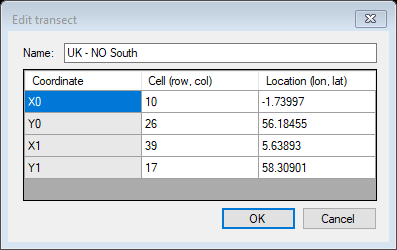 Edit transect
Name: UK - NO South
Coordinate Cell (row, col) Location (lon, lat)
X0 10 -1.73997
Y0 26 56.18455
X1 39 5.63893
Y1 17 58.30901
OK Cancel